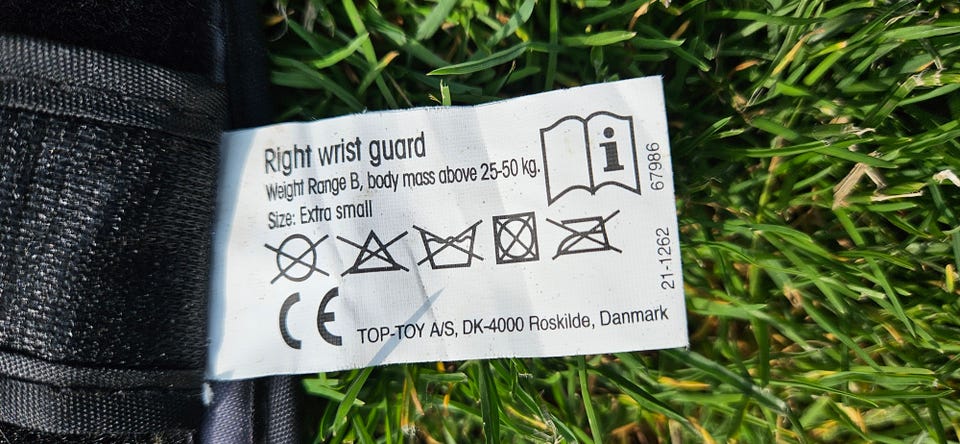 Right wrist guard
Weight Range B, body mass above 25-50 kg.
Size: Extra small
i
CE
TOP-TOY A/S, DK-4000 Roskilde, Danmark
21-1262
67986